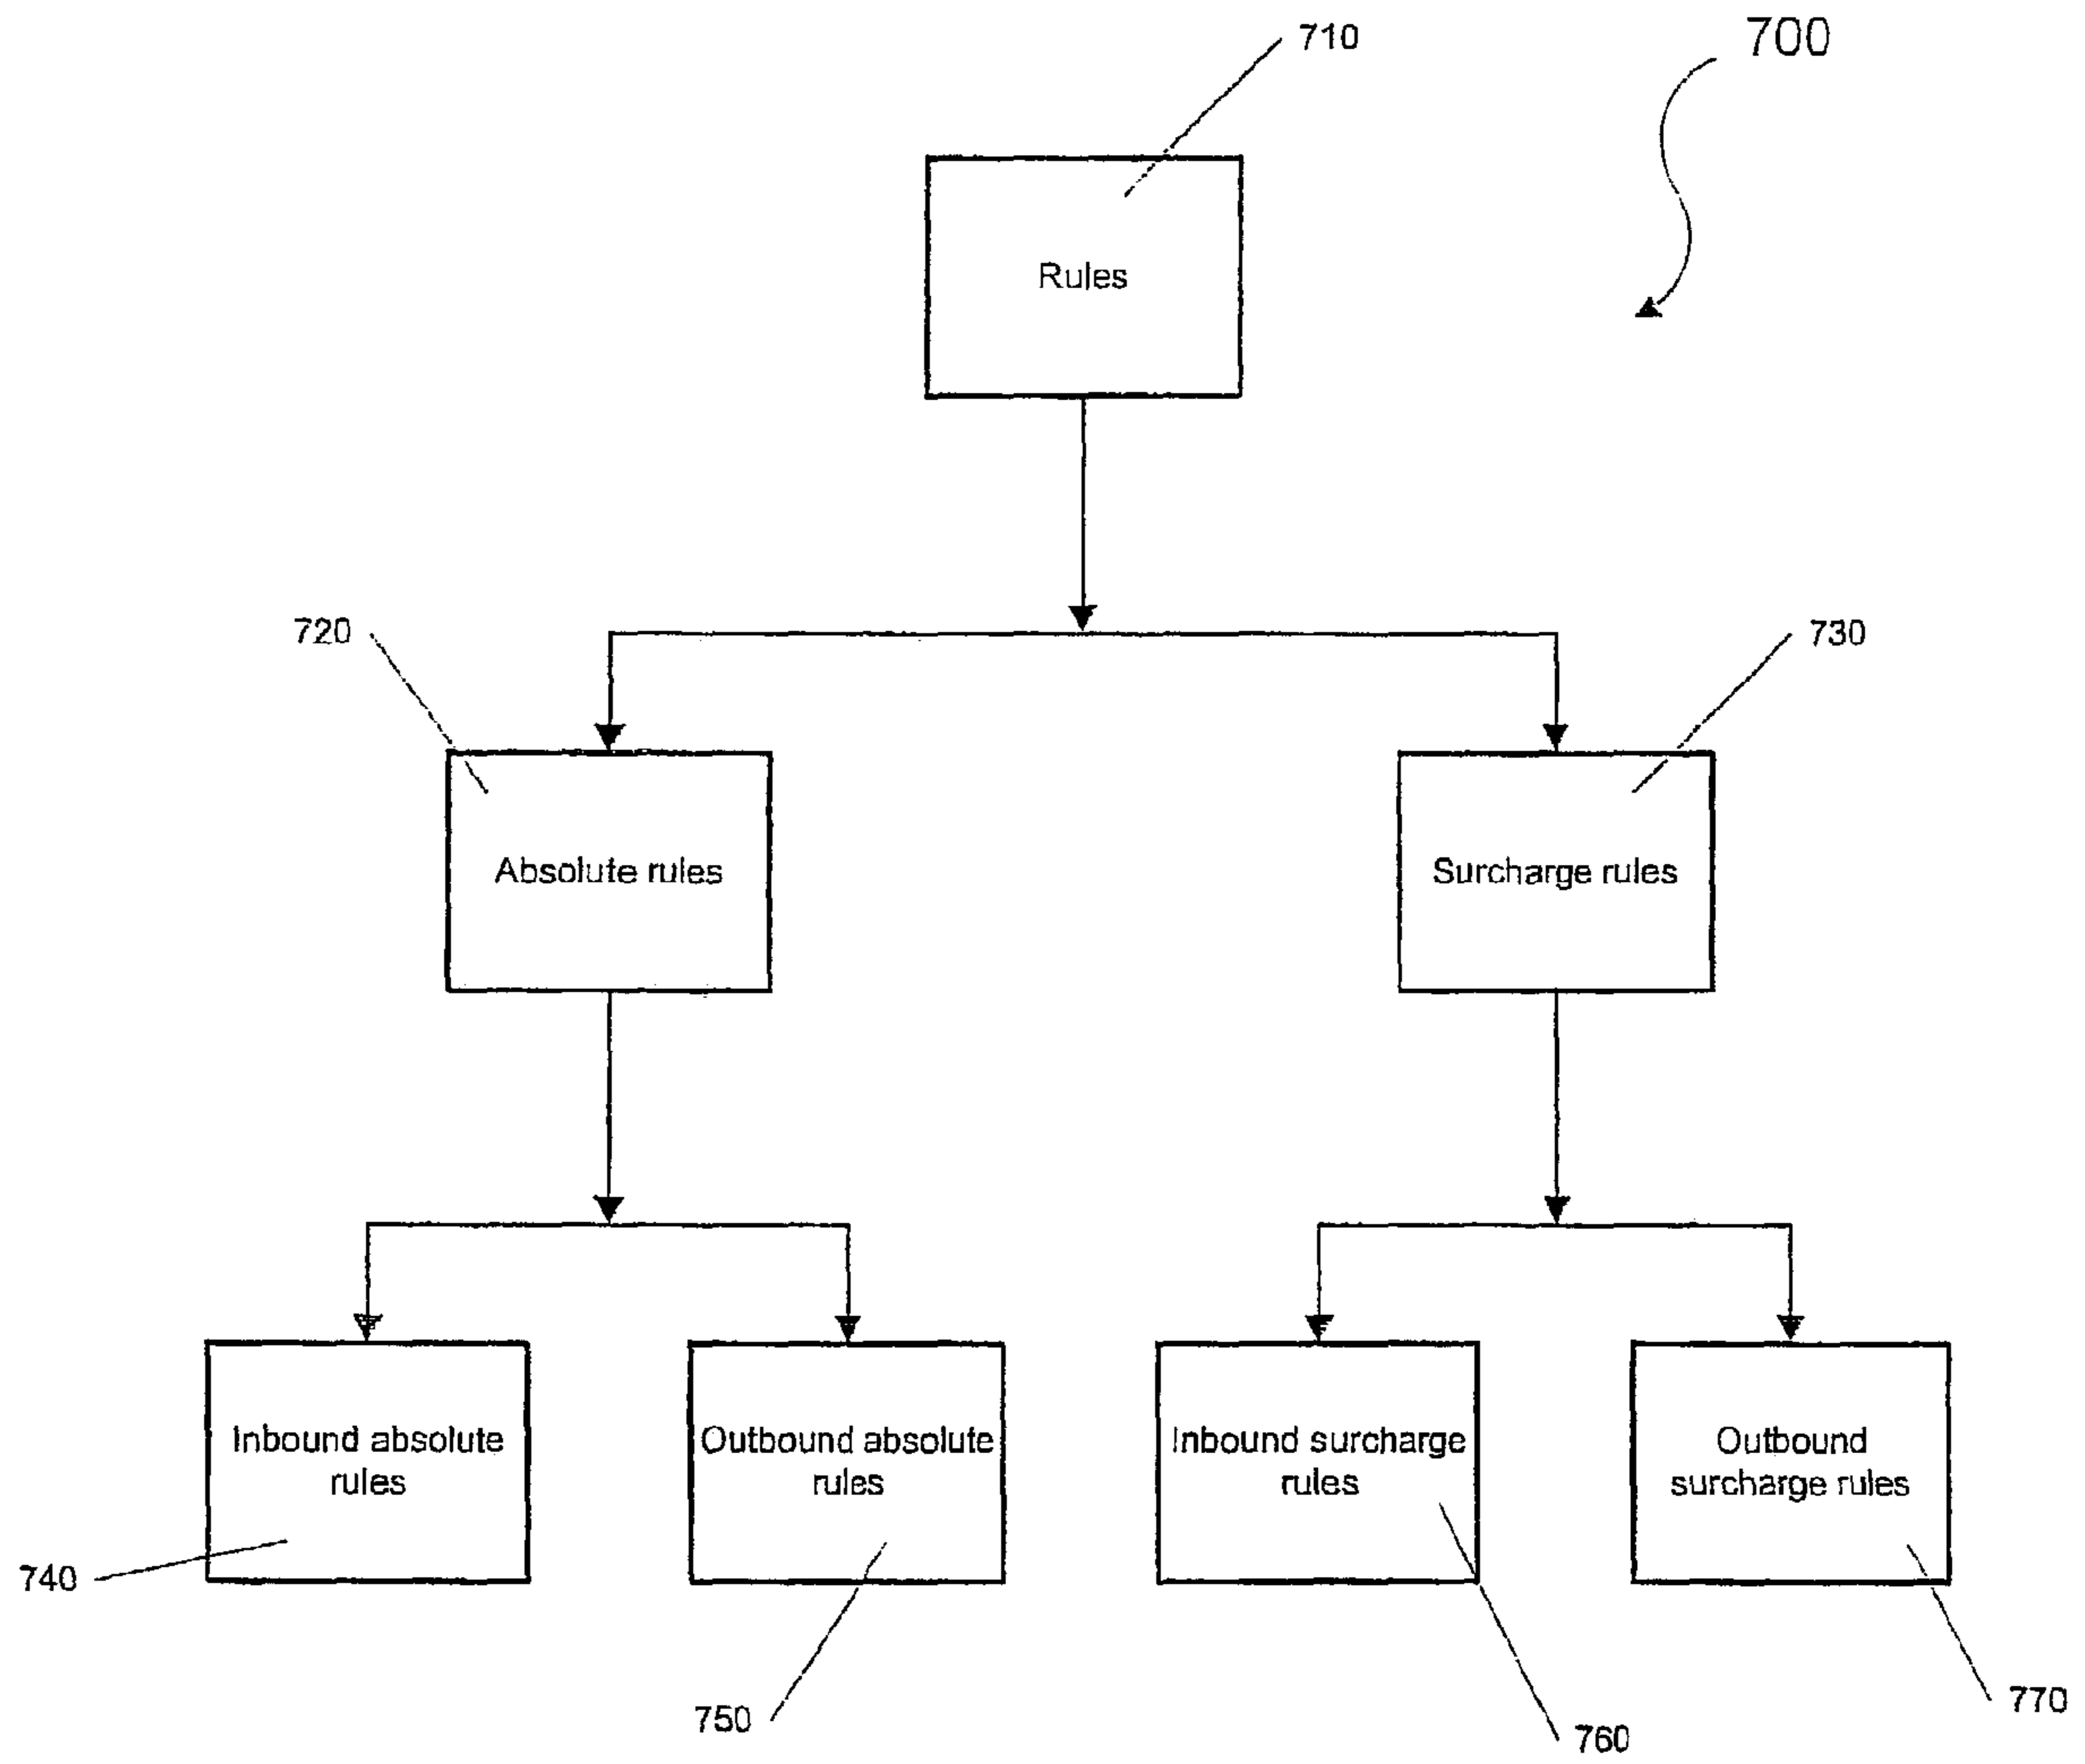 710
700
Rules
720
730
Absolute rules
Surcharge rules
Inbound absolute
rules
Outbound absolute
rules
Inbound surcharge
rules
Outbound
surcharge rules
740
750
760
770